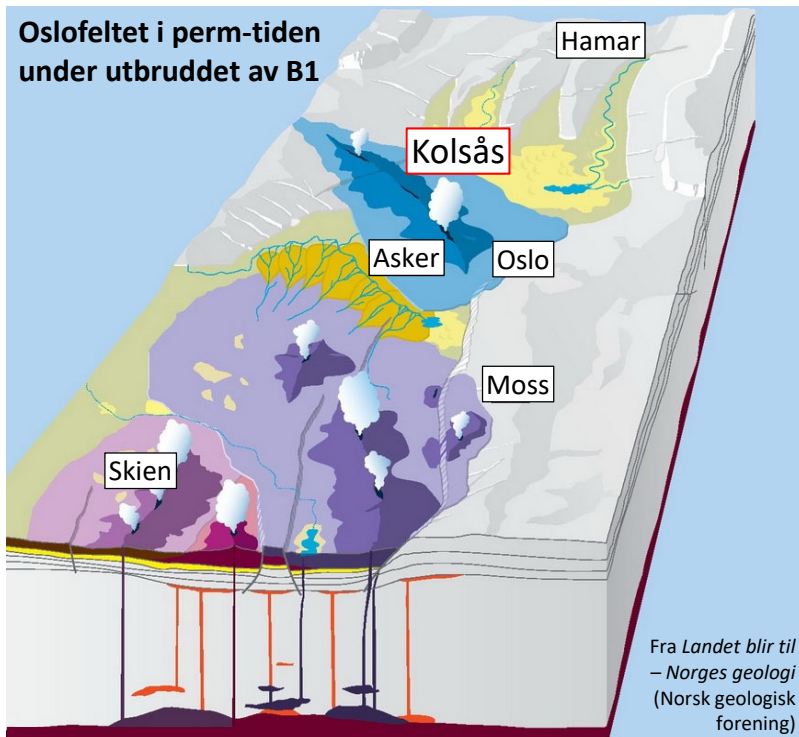 Oslofeltet i perm-tiden
under utbruddet av B1
Hamar
Kolsås
Asker
Oslo
Moss
Skien
Fra Landet blir til
– Norges geologi
(Norsk geologisk
forening)